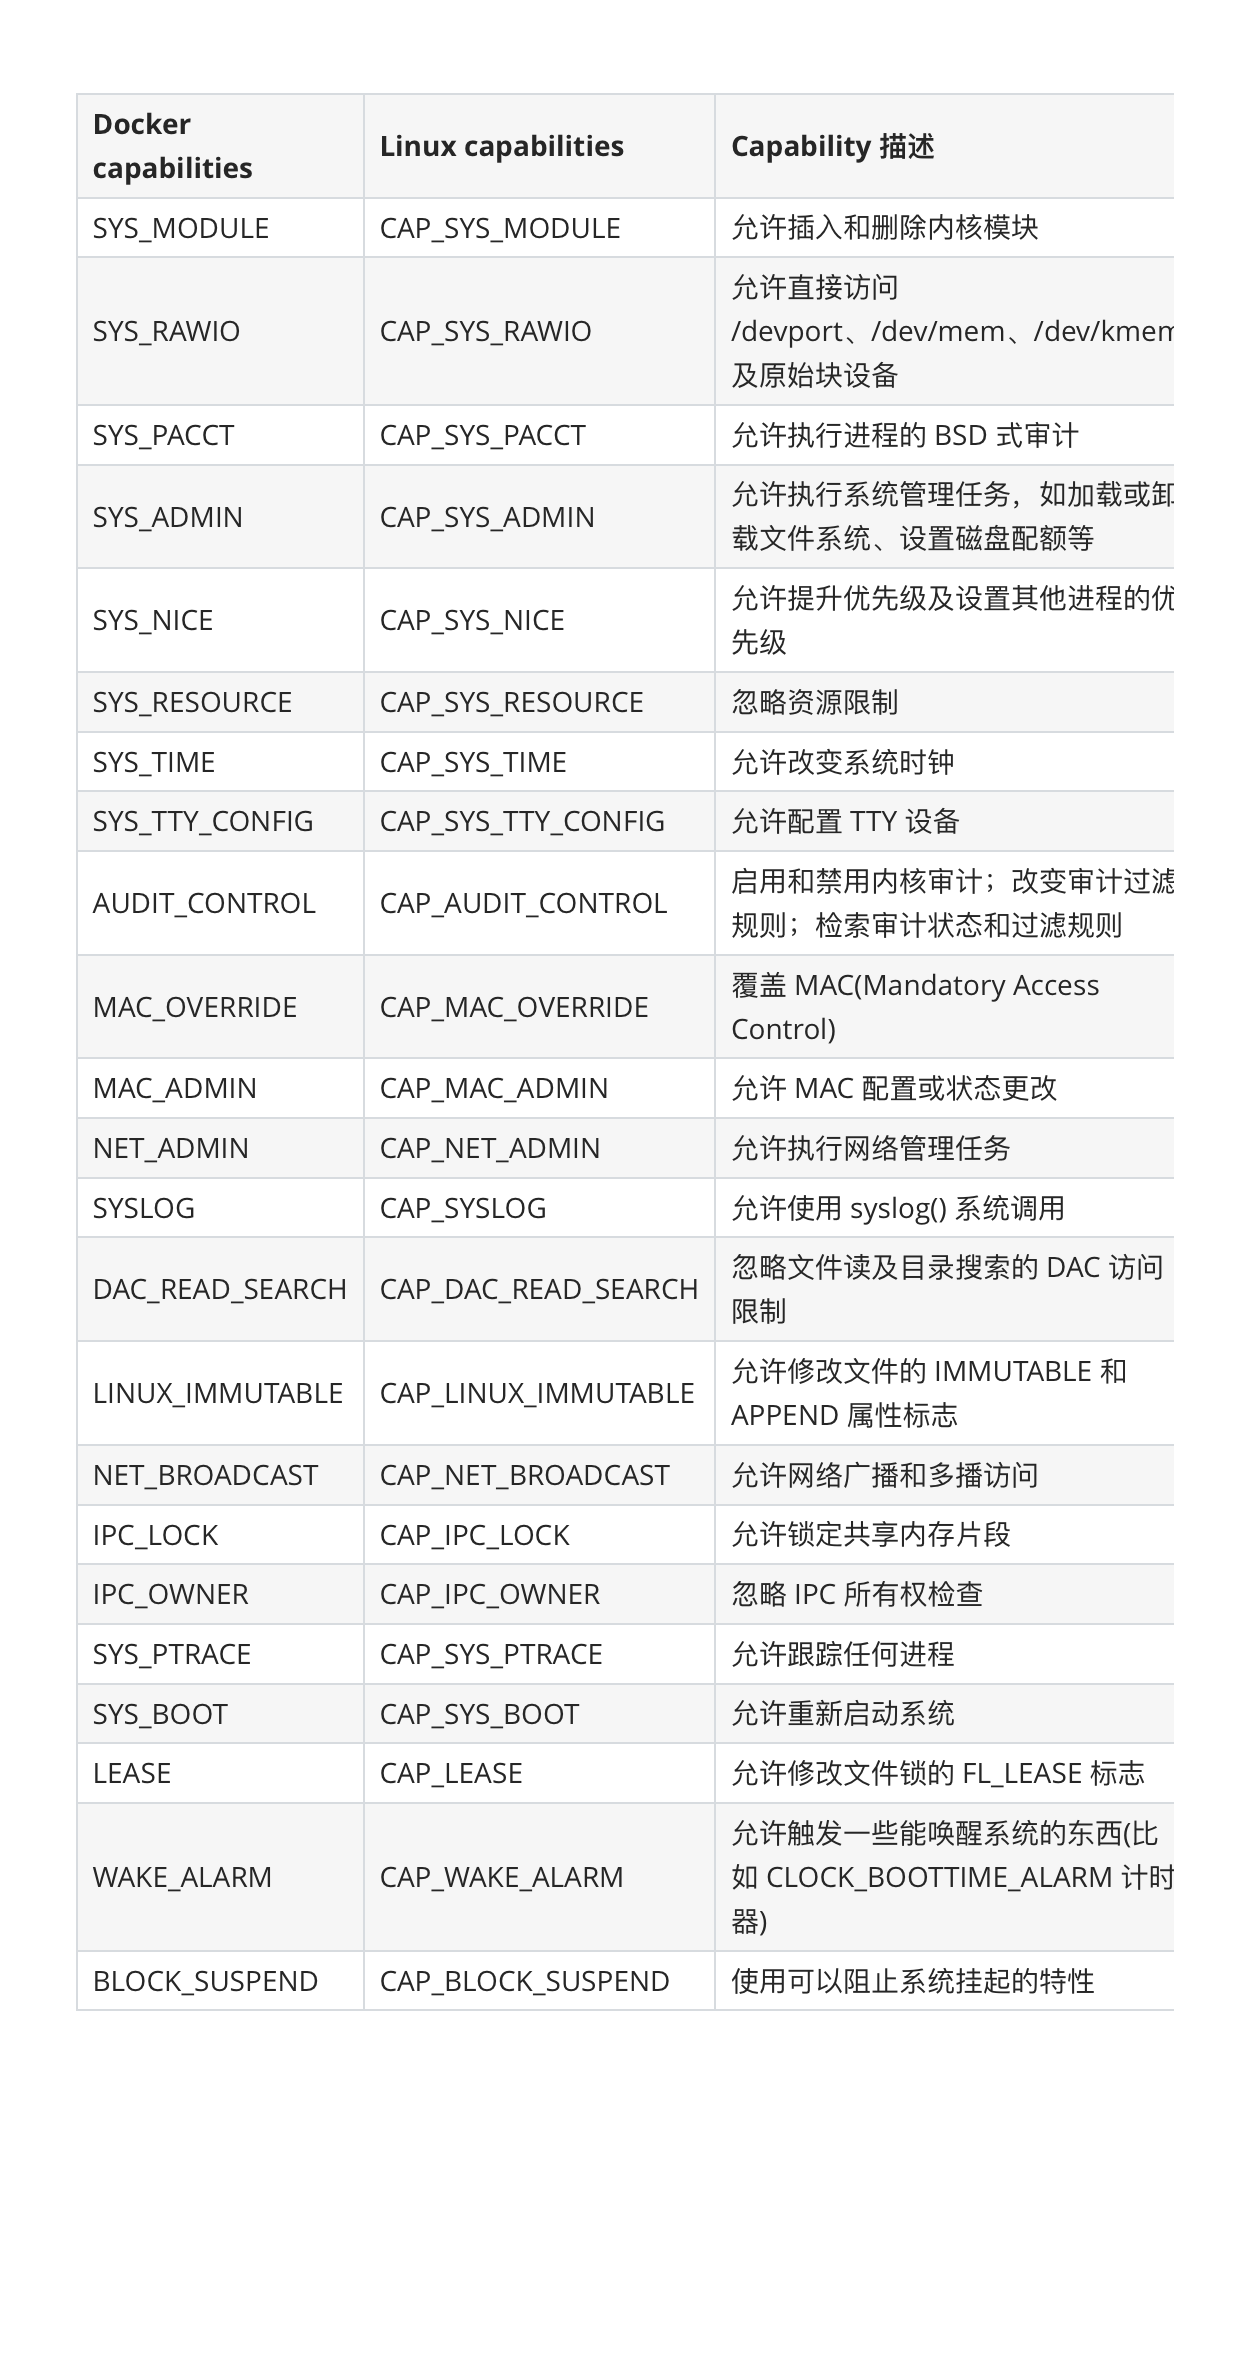 Docker
capabilities
Linux capabilities
Capability 描述
SYS_MODULE
CAP_SYS_MODULE
允许插入和删除内核模块
SYS_RAWIO
CAP_SYS_RAWIO
允许直接访问
/devport、/dev/mem、/dev/kmem
及原始块设备
SYS_PACCT
CAP_SYS_PACCT
允许执行进程的 BSD 式审计
SYS_ADMIN
CAP_SYS_ADMIN
允许执行系统管理任务，如加载或卸
载文件系统、设置磁盘配额等
SYS_NICE
CAP_SYS_NICE
允许提升优先级及设置其他进程的优
先级
SYS_RESOURCE
CAP_SYS_RESOURCE
忽略资源限制
SYS_TIME
CAP_SYS_TIME
允许改变系统时钟
SYS_TTY_CONFIG
CAP_SYS_TTY_CONFIG
允许配置 TTY 设备
AUDIT_CONTROL
CAP_AUDIT_CONTROL
启用和禁用内核审计；改变审计过滤
规则；检索审计状态和过滤规则
MAC_OVERRIDE
CAP_MAC_OVERRIDE
覆盖 MAC(Mandatory Access
Control)
MAC_ADMIN
CAP_MAC_ADMIN
允许 MAC 配置或状态更改
NET_ADMIN
CAP_NET_ADMIN
允许执行网络管理任务
SYSLOG
CAP_SYSLOG
允许使用 syslog() 系统调用
DAC_READ_SEARCH
CAP_DAC_READ_SEARCH
忽略文件读及目录搜索的 DAC 访问
限制
LINUX_IMMUTABLE
CAP_LINUX_IMMUTABLE
允许修改文件的 IMMUTABLE 和
APPEND 属性标志
NET_BROADCAST
CAP_NET_BROADCAST
允许网络广播和多播访问
IPC_LOCK
CAP_IPC_LOCK
允许锁定共享内存片段
IPC_OWNER
CAP_IPC_OWNER
忽略 IPC 所有权检查
SYS_PTRACE
CAP_SYS_PTRACE
允许跟踪任何进程
SYS_BOOT
CAP_SYS_BOOT
允许重新启动系统
LEASE
CAP_LEASE
允许修改文件锁的 FL_LEASE 标志
WAKE_ALARM
CAP_WAKE_ALARM
允许触发一些能唤醒系统的东西(比
如 CLOCK_BOOTTIME_ALARM 计时
器)
BLOCK_SUSPEND
CAP_BLOCK_SUSPEND
使用可以阻止系统挂起的特性